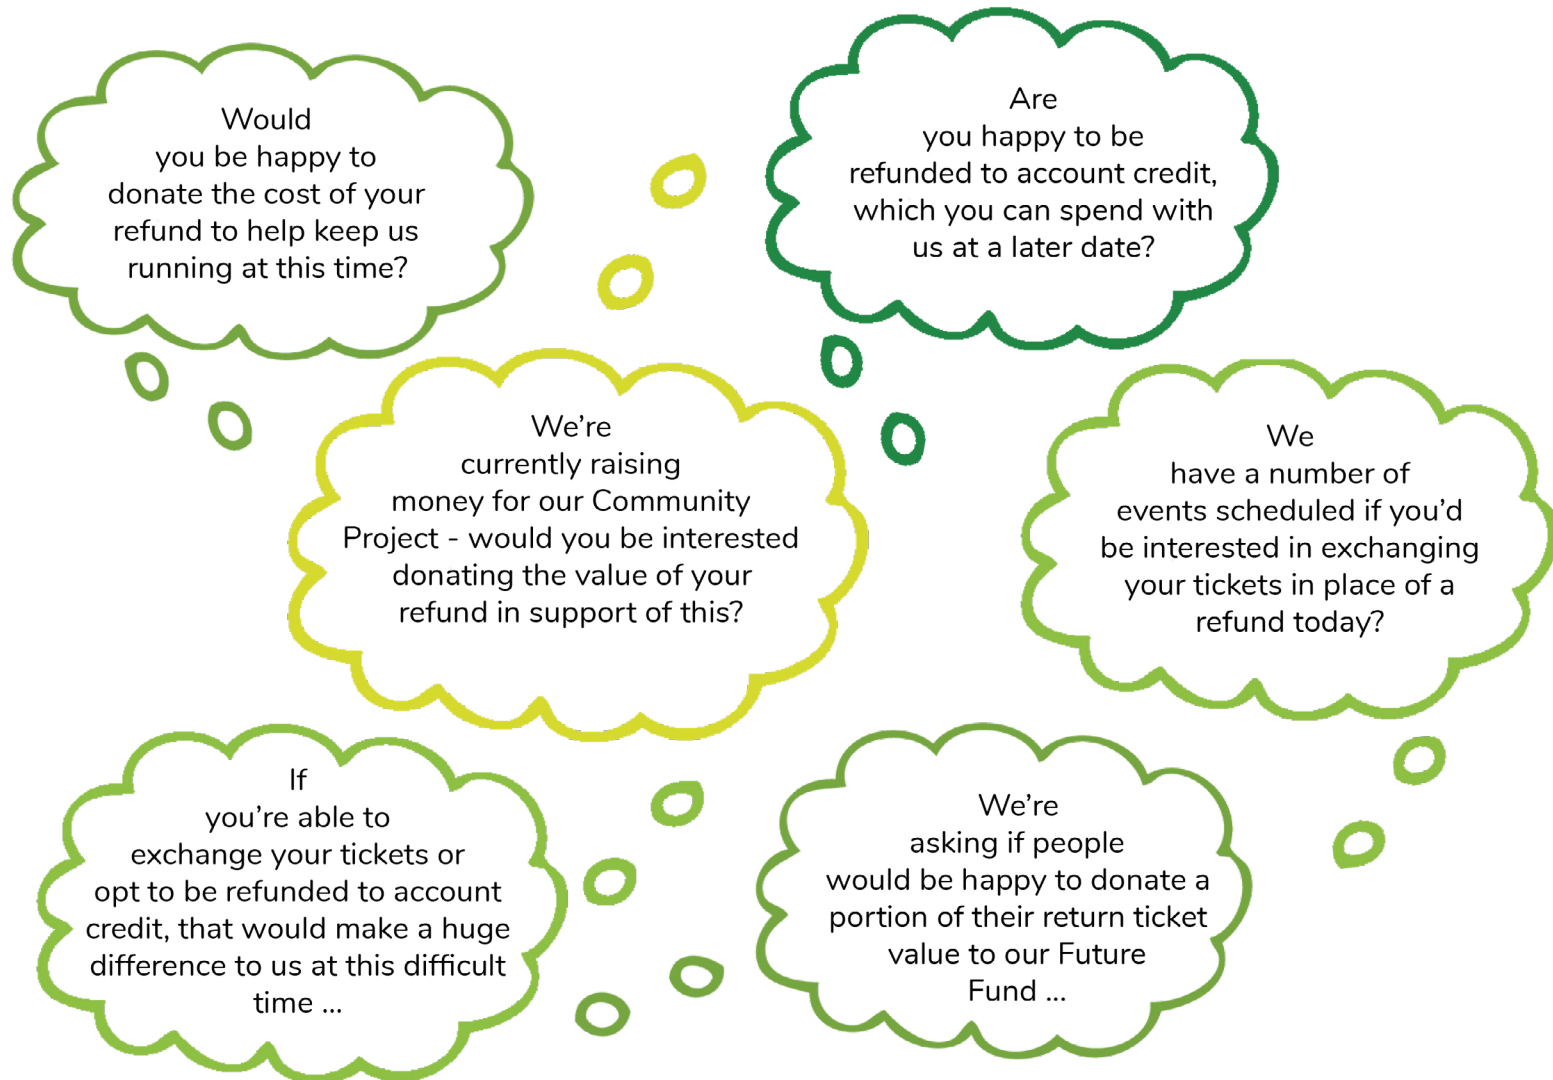 Would
you be happy to
donate the cost of your
refund to help keep us
running at this time?
Are
you happy to be
refunded to account credit,
which you can spend with
us at a later date?
We’re
currently raising
money for our Community
Project - would you be interested
donating the value of your
refund in support of this?
We
have a number of
events scheduled if you’d
be interested in exchanging
your tickets in place of a
refund today?
If
you’re able to
exchange your tickets or
opt to be refunded to account
credit, that would make a huge
difference to us at this difficult
time ...
We’re
asking if people
would be happy to donate a
portion of their return ticket
value to our Future
Fund ...